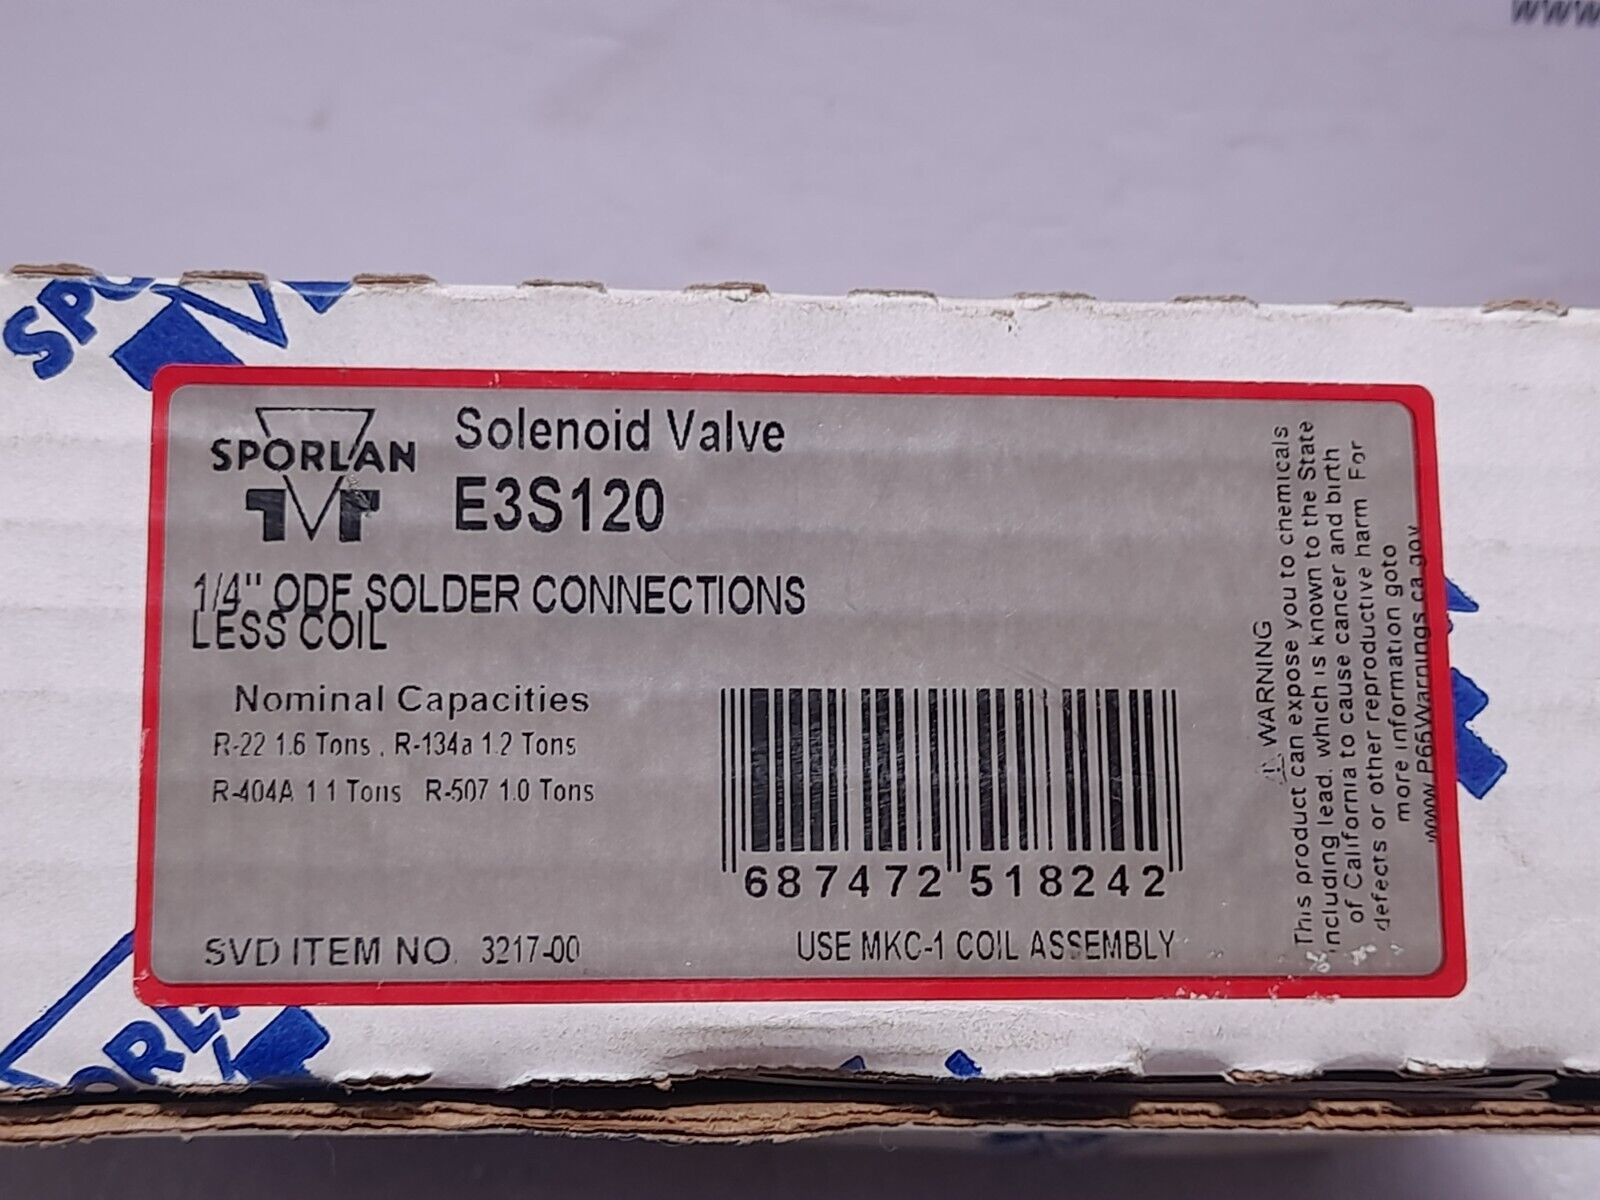 www
SPO
SPORLAN
Solenoid Valve
E3S120
1/4" ODF SOLDER CONNECTIONS
LESS COIL
Nominal Capacities
R-22 1.6 Tons , R-134a 1.2 Tons
R-404A 1 1 Tons R-507 1.0 Tons
687472 518242
SVD ITEM NO. 3217-00
USE MKC-1 COIL ASSEMBLY
⚠ WARNING
This product can expose you to chemicals
including lead, which is known to the State
of California to cause cancer and birth
defects or other reproductive harm For
more information goto
www.P65Warnings.ca.gov
ORL